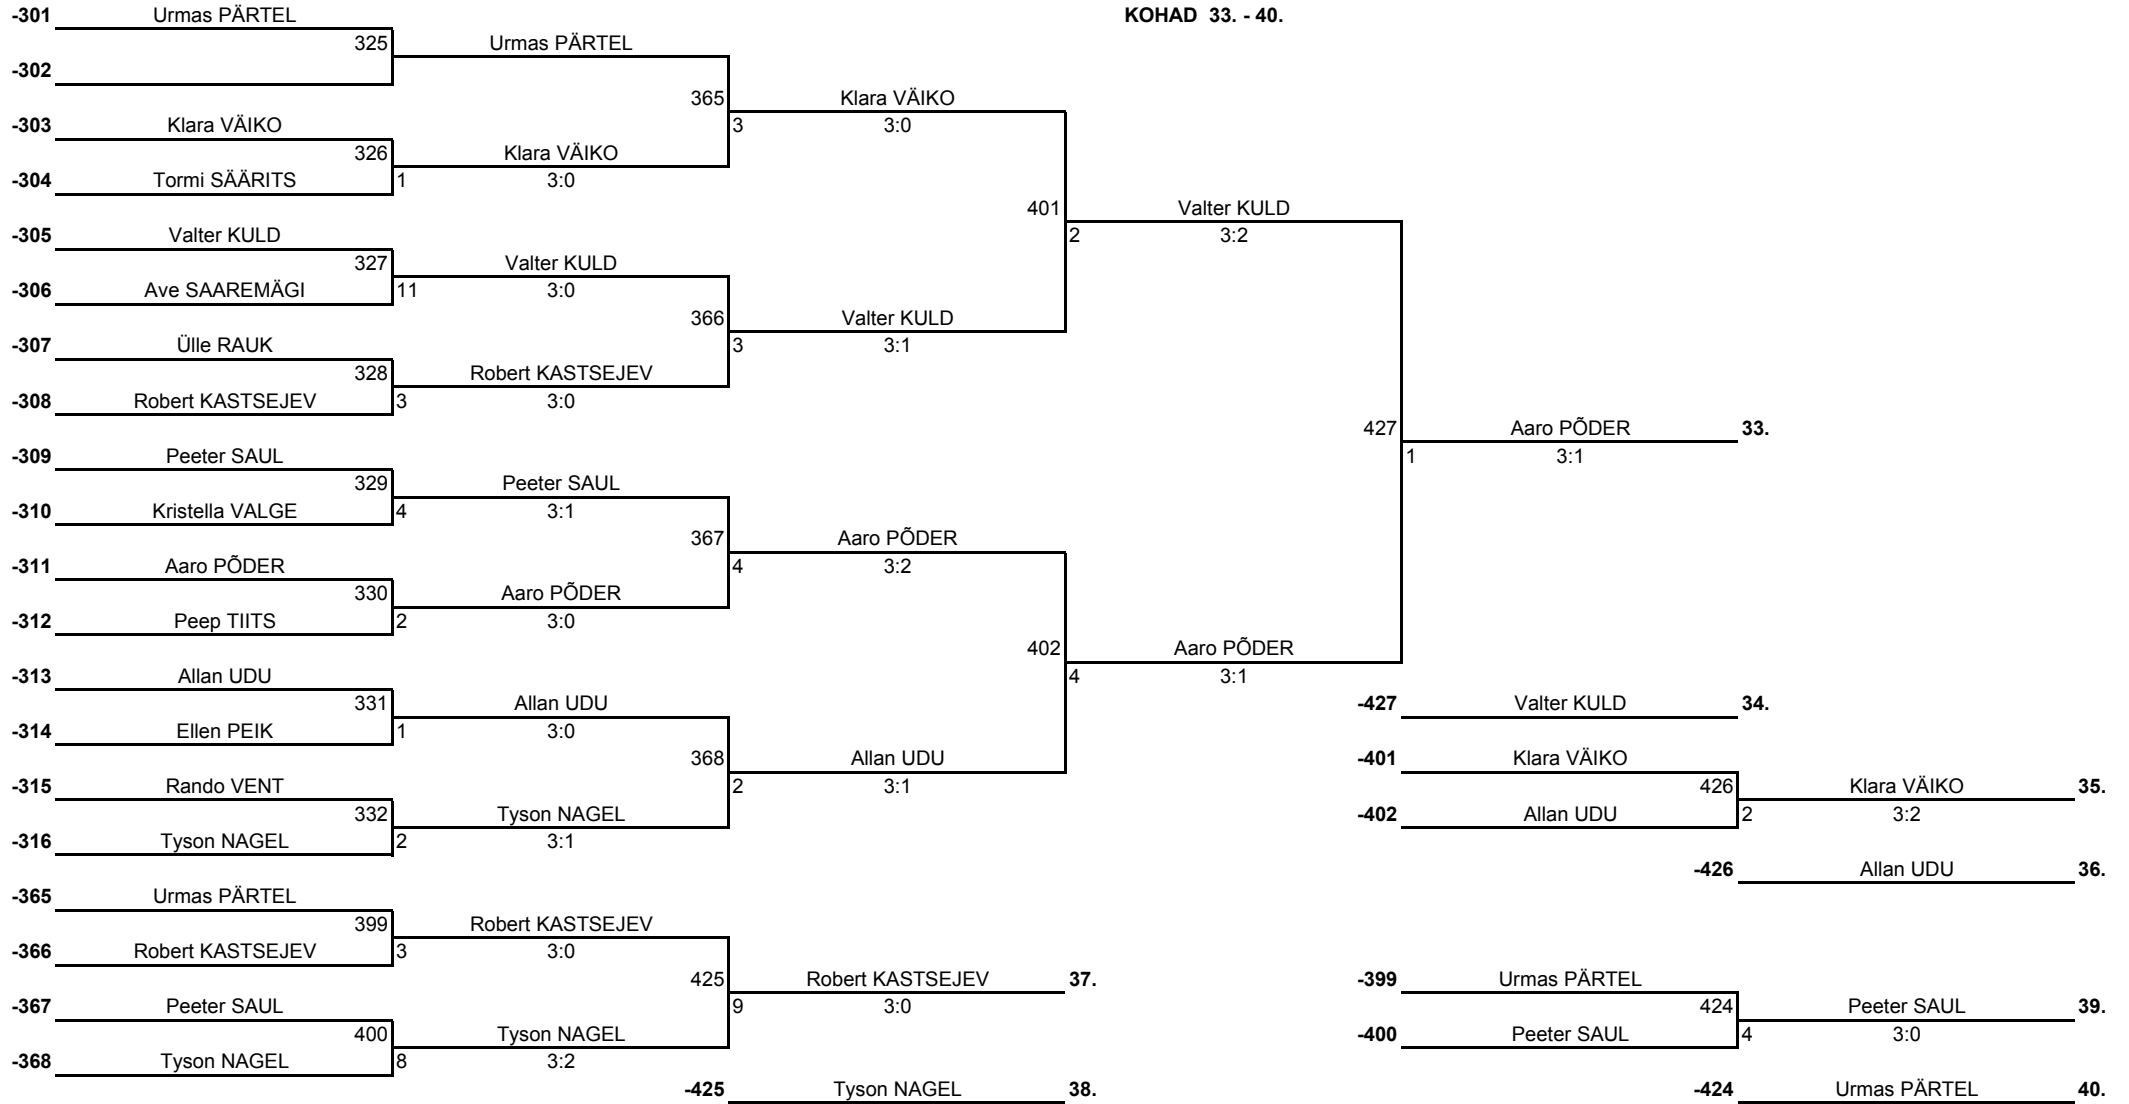 -301 Urmas PÄRTEL KOHAD 33. - 40.
325 Urmas PÄRTEL
-302
365 Klara VÄIKO
-303 Klara VÄIKO 3 3:0
326 Klara VÄIKO
-304 Tormi SÄÄRITS 1 3:0
401 Valter KULD
-305 Valter KULD 2 3:2
327 Valter KULD
-306 Ave SAAREMÄGI 11 3:0
366 Valter KULD
-307 Ülle RAUK 3 3:1
328 Robert KASTSEJEV
-308 Robert KASTSEJEV 3 3:0
427 Aaro PÕDER 33.
-309 Peeter SAUL 1 3:1
329 Peeter SAUL
-310 Kristella VALGE 4 3:1
367 Aaro PÕDER
-311 Aaro PÕDER 4 3:2
330 Aaro PÕDER
-312 Peep TIITS 2 3:0
402 Aaro PÕDER
-313 Allan UDU 4 3:1
331 Allan UDU -427 Valter KULD 34.
-314 Ellen PEIK 1 3:0
368 Allan UDU -401 Klara VÄIKO
-315 Rando VENT 2 3:1 426 Klara VÄIKO 35.
332 Tyson NAGEL -402 Allan UDU 2 3:2
-316 Tyson NAGEL 2 3:1
-426 Allan UDU 36.
-365 Urmas PÄRTEL
399 Robert KASTSEJEV
-366 Robert KASTSEJEV 3 3:0
425 Robert KASTSEJEV 37. -399 Urmas PÄRTEL
-367 Peeter SAUL 9 3:0 424 Peeter SAUL 39.
400 Tyson NAGEL -400 Peeter SAUL 4 3:0
-368 Tyson NAGEL 8 3:2
-425 Tyson NAGEL 38. -424 Urmas PÄRTEL 40.